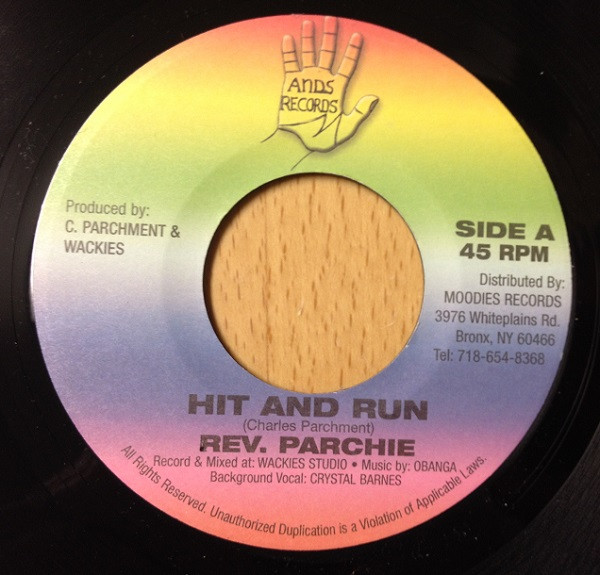 ANDS
RECORDS
Produced by:
C. PARCHMENT &
WACKIES
SIDE A
45 RPM
Distributed By:
MOODIES RECORDS
3976 Whiteplains Rd.
Bronx, NY 60466
Tel: 718-654-8368
HIT AND RUN
(Charles Parchment)
REV. PARCHIE
Record & Mixed at: WACKIES STUDIO • Music by: OBANGA
Background Vocal: CRYSTAL BARNES
All Rights Reserved. Unauthorized Duplication is a Violation of Applicable Laws.